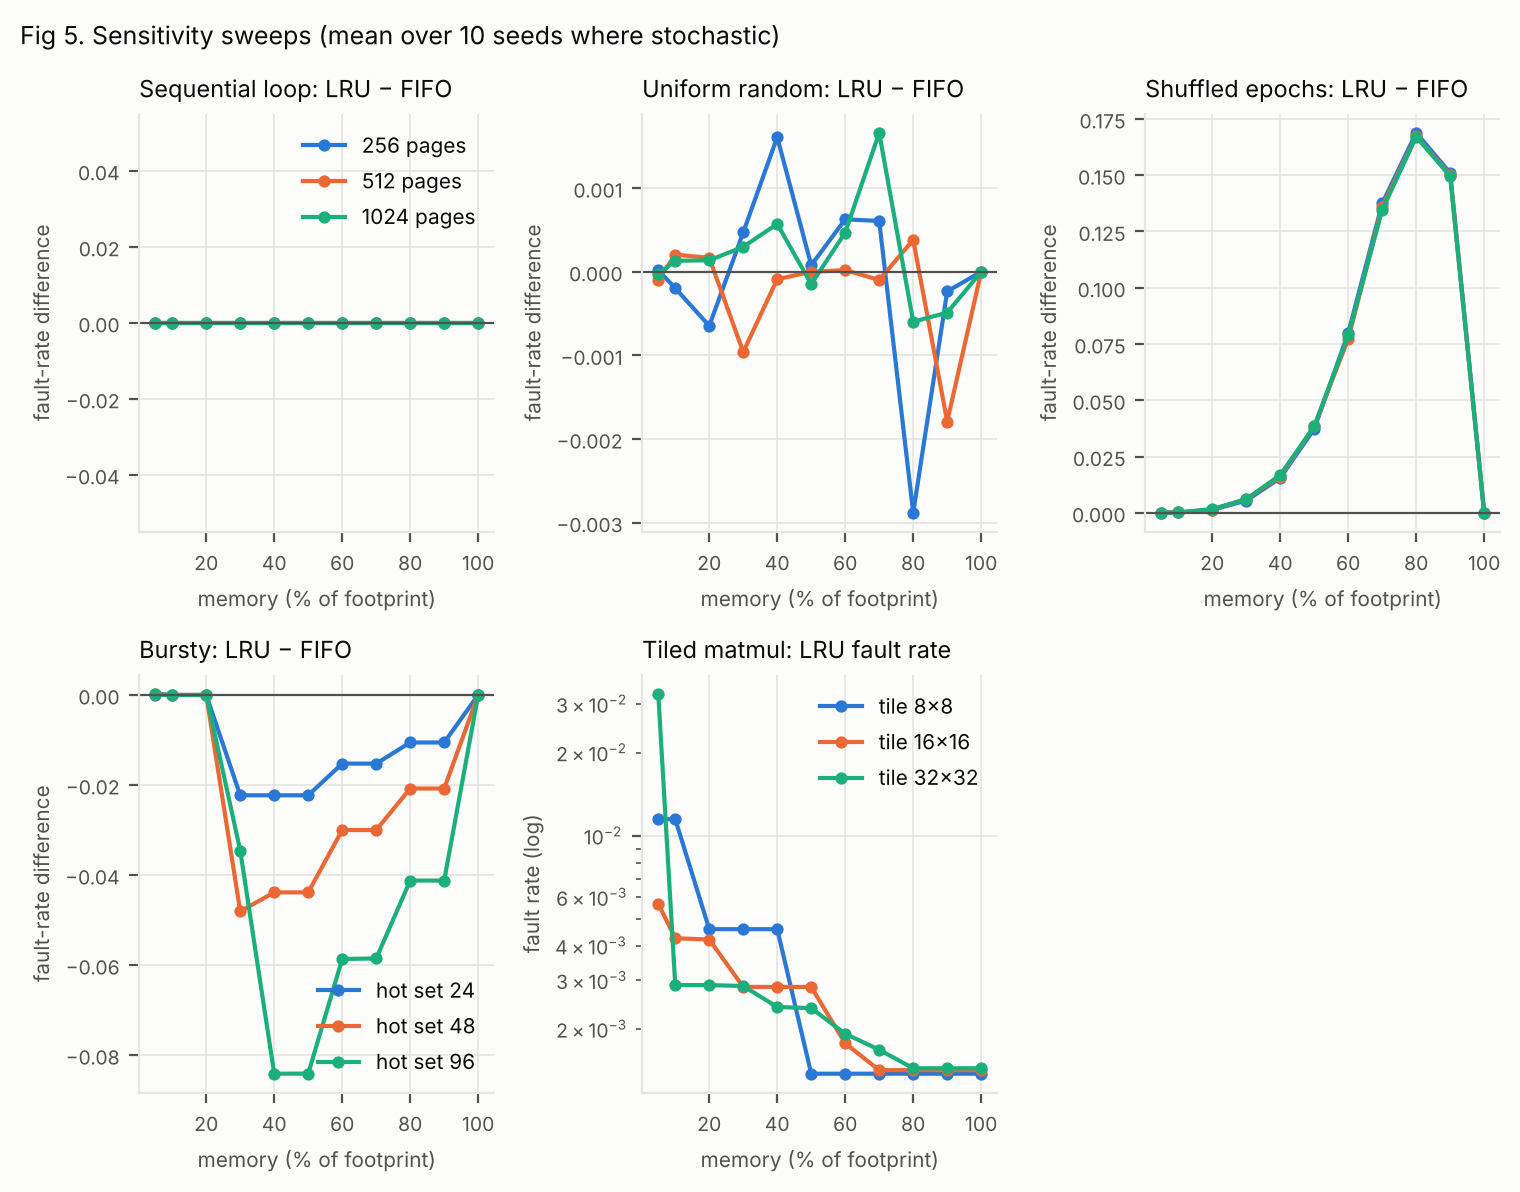 Fig 5. Sensitivity sweeps (mean over 10 seeds where stochastic)
Sequential loop: LRU − FIFO
fault-rate difference
0.04
0.02
0.00
−0.02
−0.04
256 pages
512 pages
1024 pages
20 40 60 80 100
memory (% of footprint)
Uniform random: LRU − FIFO
fault-rate difference
0.001
0.000
−0.001
−0.002
−0.003
20 40 60 80 100
memory (% of footprint)
Shuffled epochs: LRU − FIFO
fault-rate difference
0.175
0.150
0.125
0.100
0.075
0.050
0.025
0.000
20 40 60 80 100
memory (% of footprint)
Bursty: LRU − FIFO
fault-rate difference
0.00
−0.02
−0.04
−0.06
−0.08
hot set 24
hot set 48
hot set 96
20 40 60 80 100
memory (% of footprint)
Tiled matmul: LRU fault rate
fault rate (log)
3 × 10⁻²
2 × 10⁻²
10⁻²
6 × 10⁻³
4 × 10⁻³
3 × 10⁻³
2 × 10⁻³
tile 8×8
tile 16×16
tile 32×32
20 40 60 80 100
memory (% of footprint)